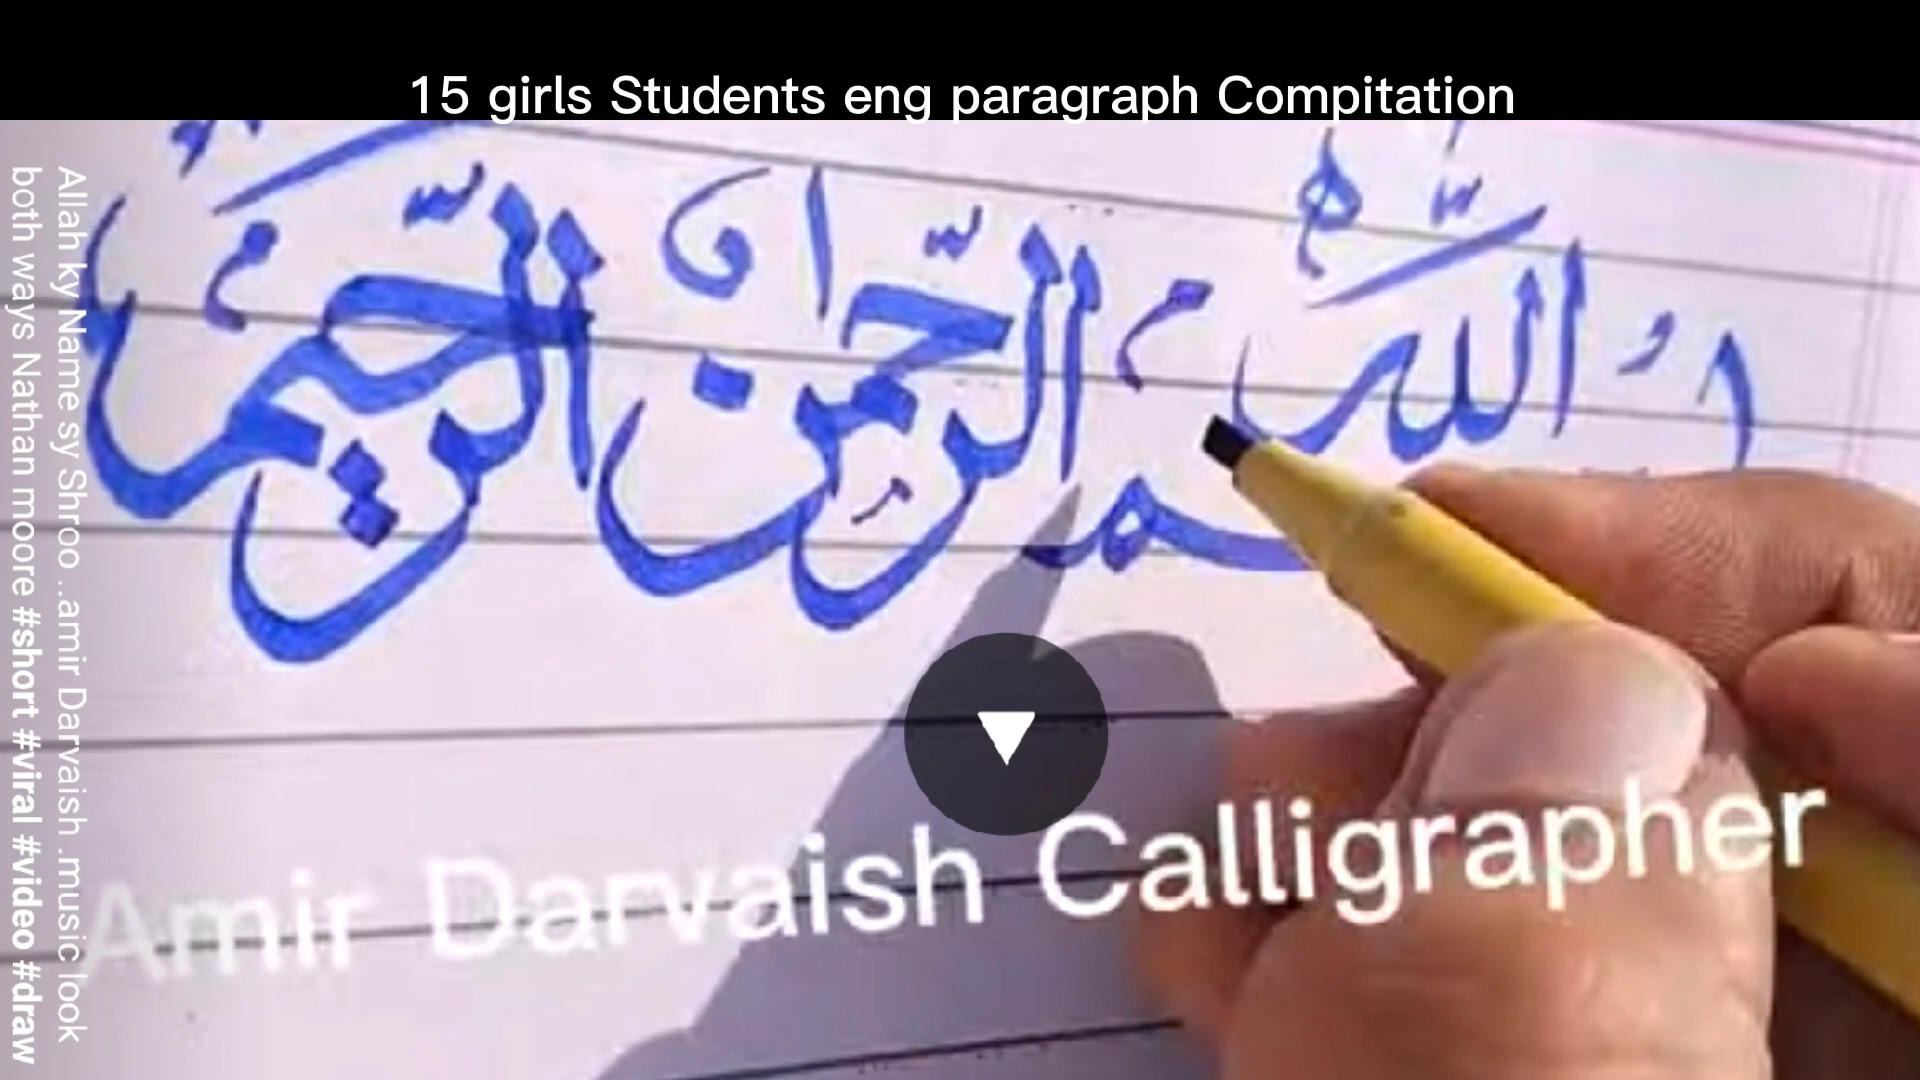 15 girls Students eng paragraph Compitation
بسم الله الرحمن الرحيم
Amir Darvaish Calligrapher
Allah ky Name sy Shroo ..amir Darvaish .music look
both ways Nathan moore #short #viral #video #draw